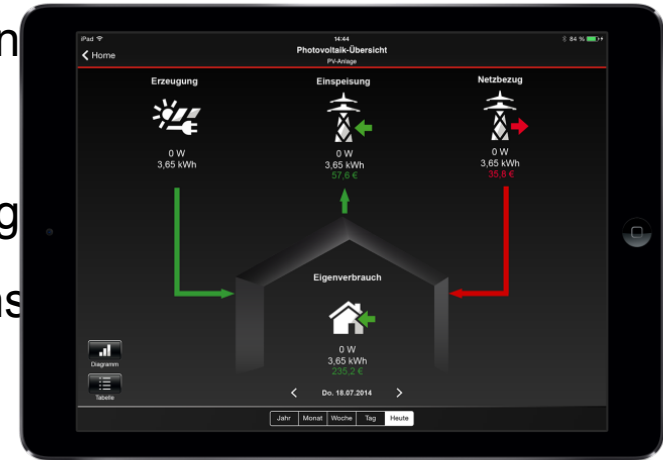 n
g
ns
iPad
14:44
84 %
Home
Photovoltaik-Übersicht
PV-Anlage
Erzeugung
Einspeisung
Netzbezug
0 W
3,65 kWh
0 W
3,65 kWh
57,6 €
0 W
3,65 kWh
35,8 €
Eigenverbrauch
0 W
3,65 kWh
235,2 €
Diagramm
Tabelle
Do. 18.07.2014
Jahr Monat Woche Tag Heute